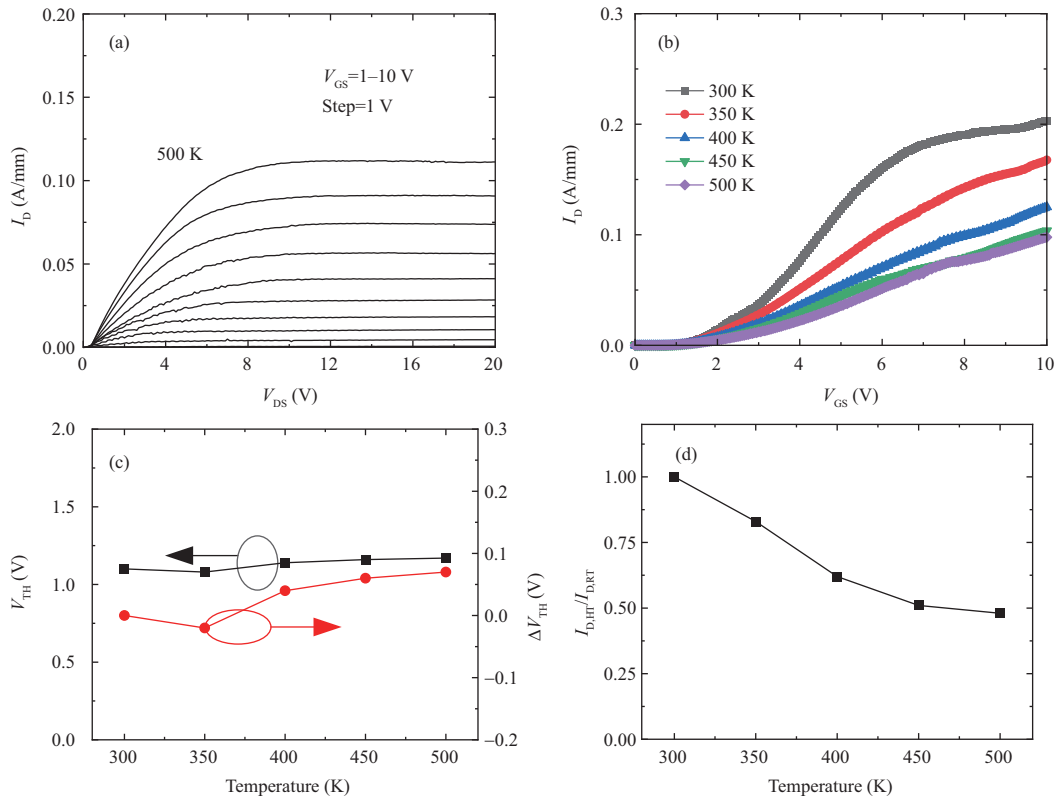 (a)
V_GS=1–10 V
Step=1 V
500 K
I_D (A/mm)
0.20
0.15
0.10
0.05
0.00
0 4 8 12 16 20
V_DS (V)
(b)
300 K
350 K
400 K
450 K
500 K
I_D (A/mm)
0.3
0.2
0.1
0.0
0 2 4 6 8 10
V_GS (V)
(c)
V_TH (V)
2.0
1.5
1.0
0.5
0.0
0.3
0.2
0.1
0.0
−0.1
−0.2
ΔV_TH (V)
300 350 400 450 500
Temperature (K)
(d)
I_D,HT/I_D,RT
1.00
0.75
0.50
0.25
0.00
300 350 400 450 500
Temperature (K)